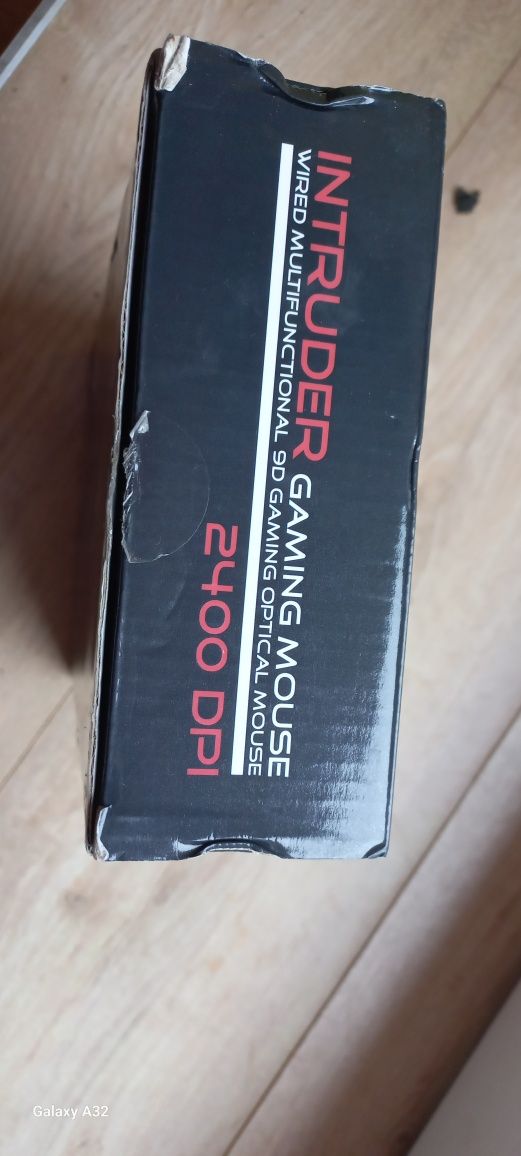 INTRUDER GAMING MOUSE
WIRED MULTIFUNCTIONAL 9D GAMING OPTICAL MOUSE
2400 DPI
Galaxy A32